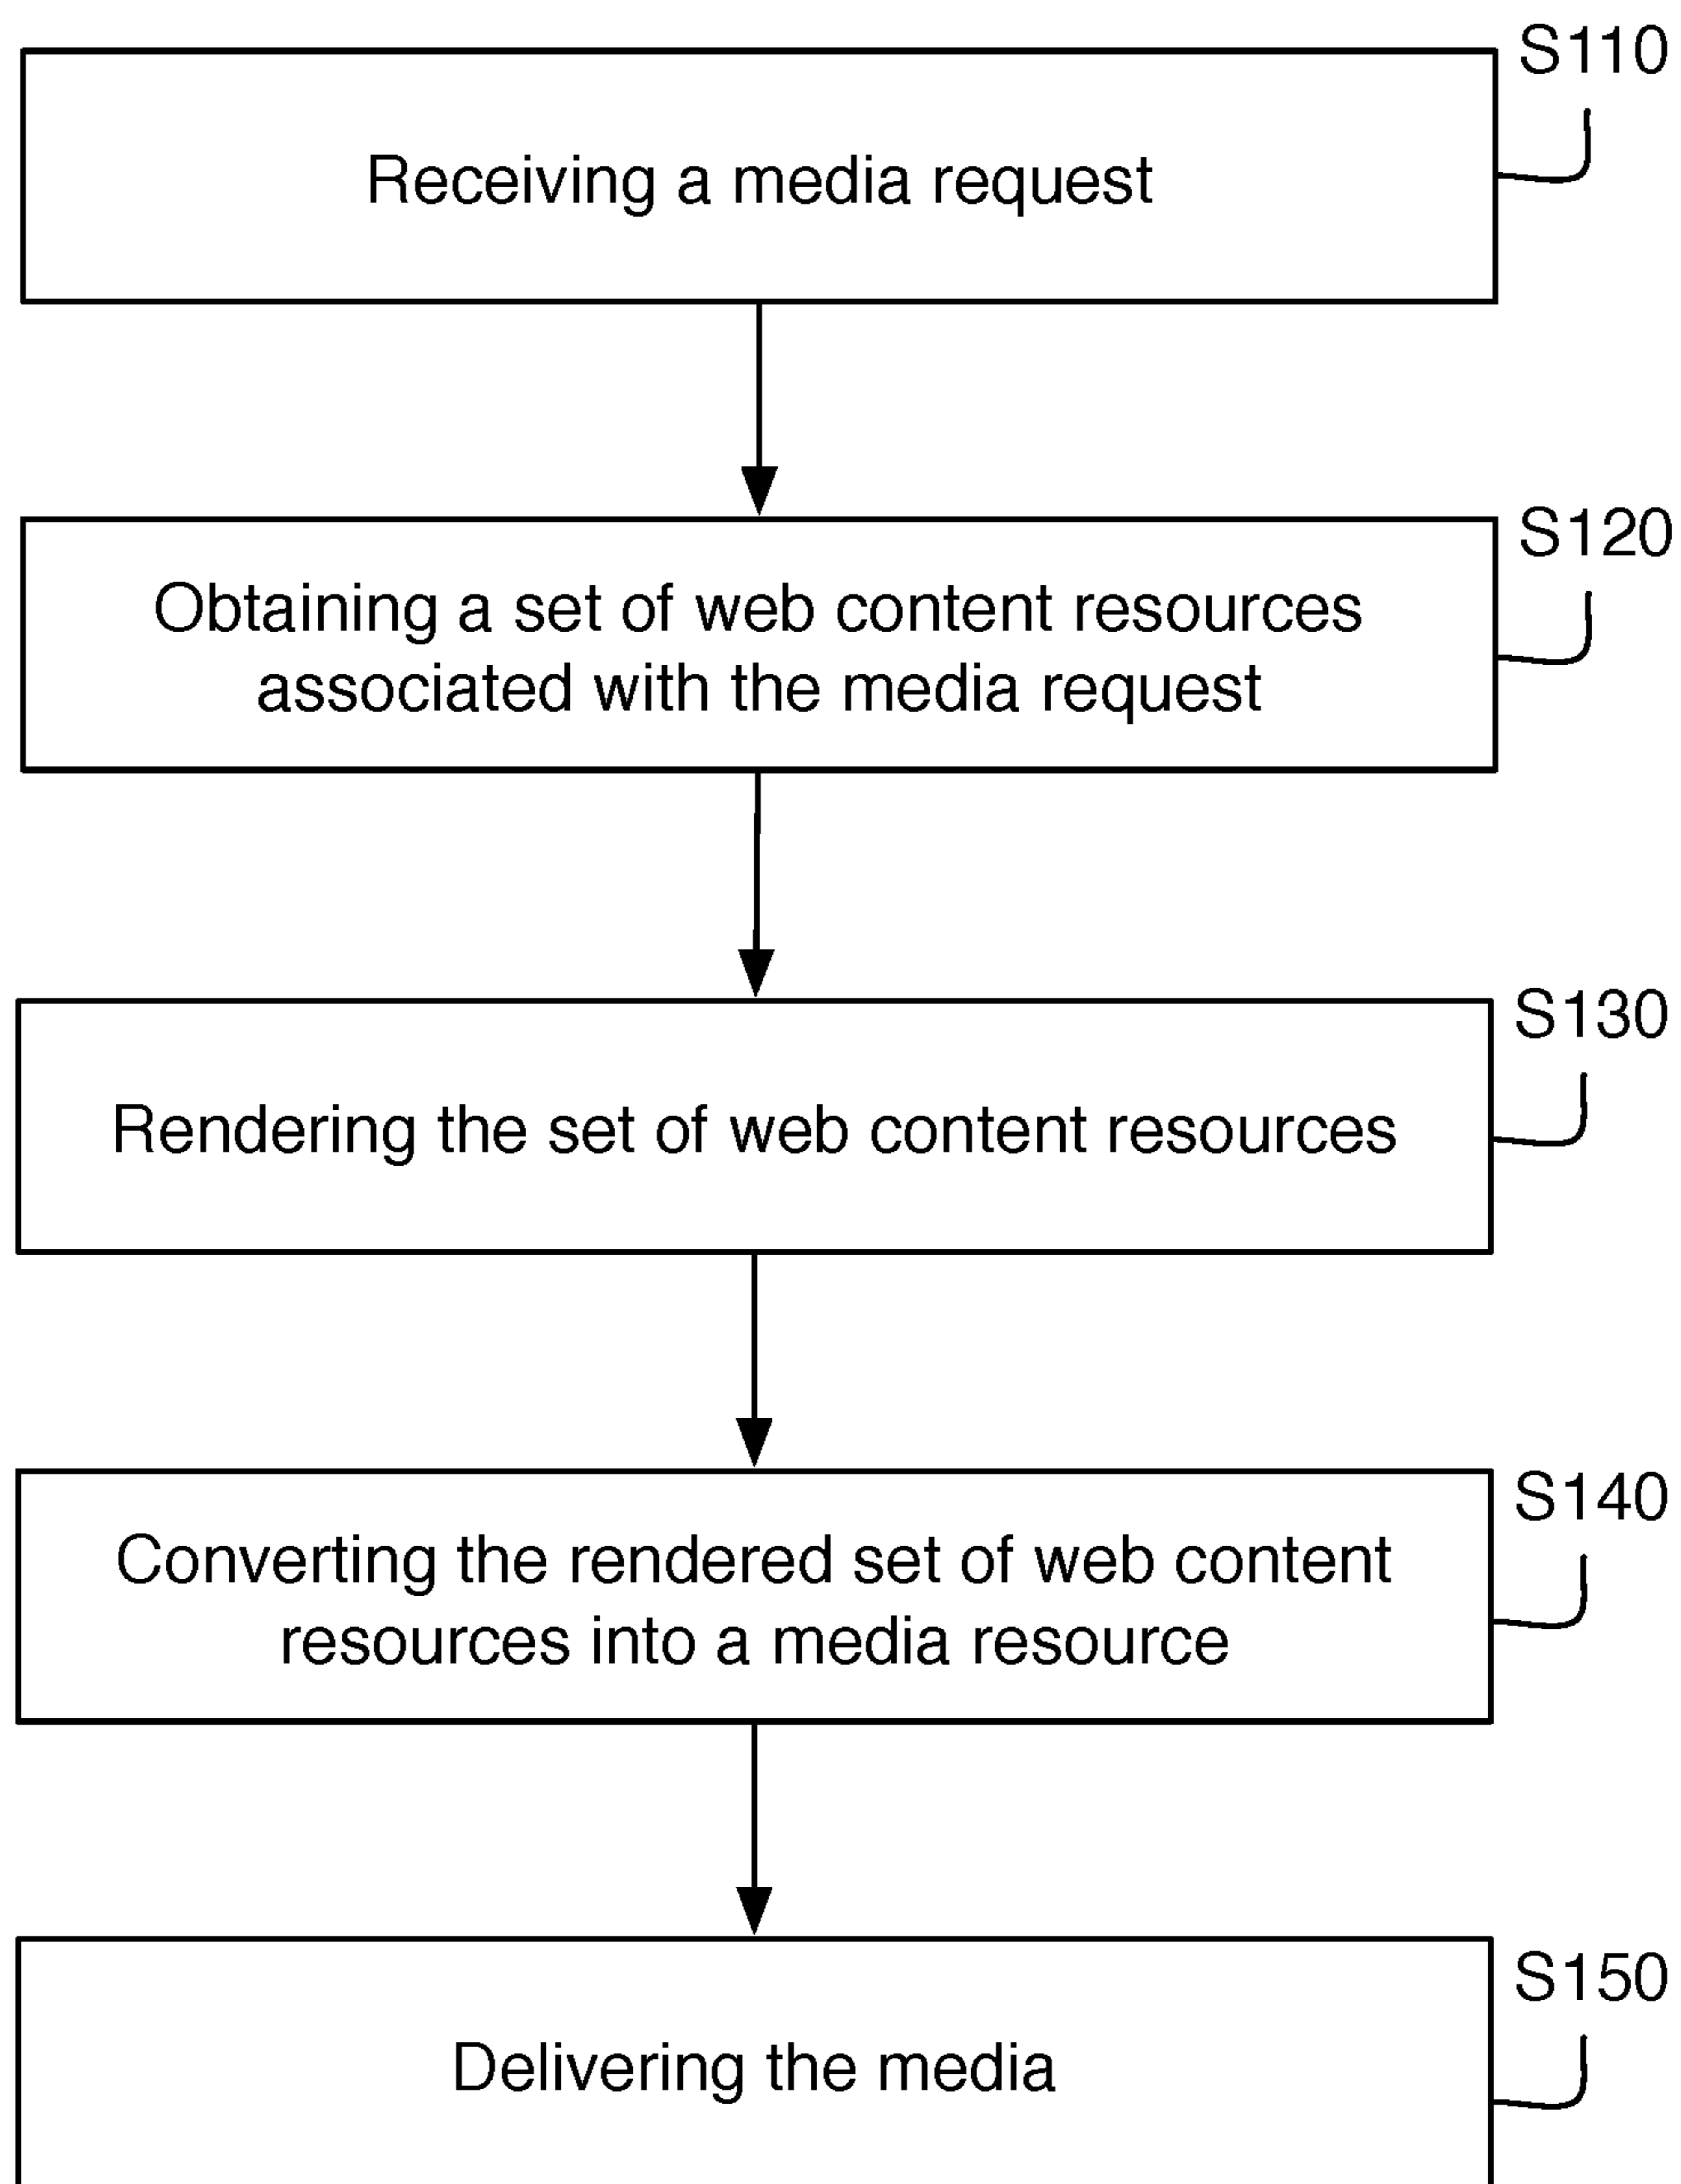 S110
Receiving a media request
S120
Obtaining a set of web content resources
associated with the media request
S130
Rendering the set of web content resources
S140
Converting the rendered set of web content
resources into a media resource
S150
Delivering the media